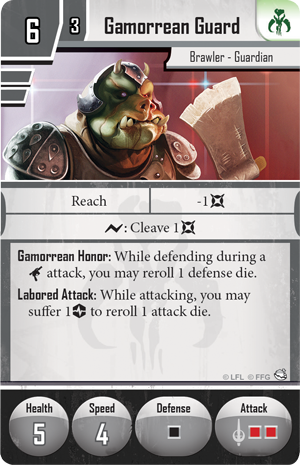 6
3
Gamorrean Guard
Brawler - Guardian
Reach
-1
: Cleave 1
Gamorrean Honor: While defending during a
attack, you may reroll 1 defense die.
Labored Attack: While attacking, you may
suffer 1 to reroll 1 attack die.
© LFL © FFG
Health
Speed
Defense
Attack
5
4